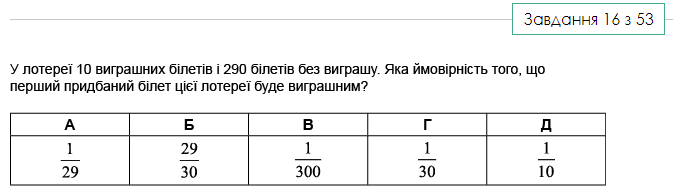 Завдання 16 з 53
У лотереї 10 виграшних білетів і 290 білетів без виграшу. Яка ймовірність того, що
перший придбаний білет цієї лотереї буде виграшним?
А Б В Г Д
1/29 29/30 1/300 1/30 1/10